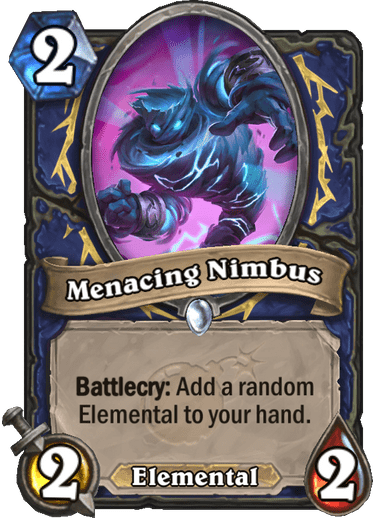 2
Menacing Nimbus
Battlecry: Add a random
Elemental to your hand.
2
Elemental
2